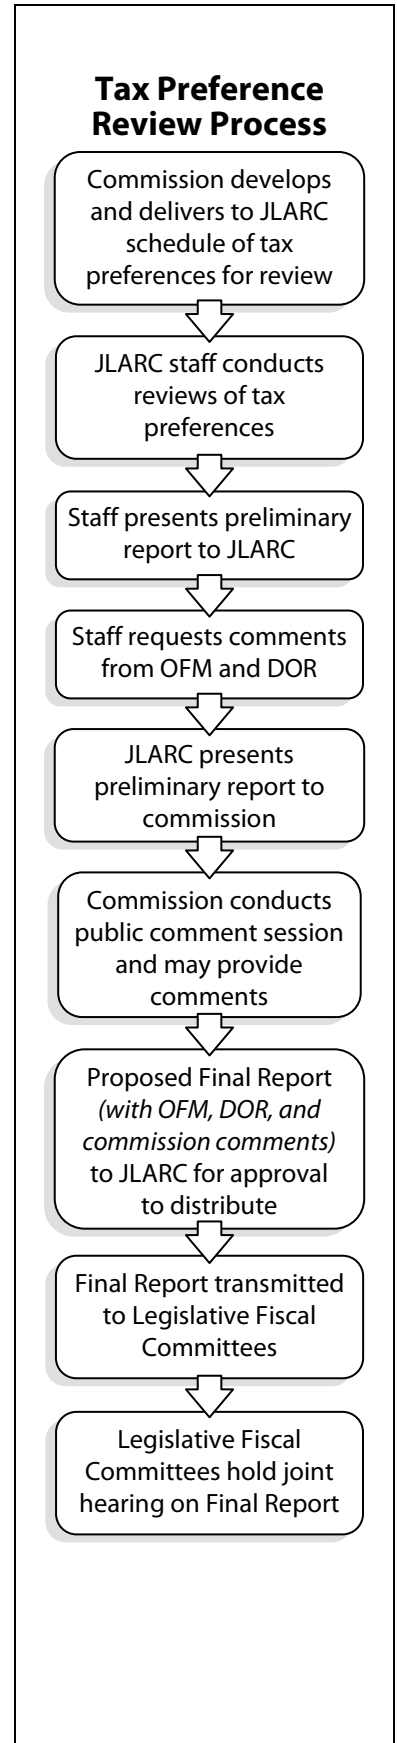 Tax Preference
Review Process
Commission develops
and delivers to JLARC
schedule of tax
preferences for review
JLARC staff conducts
reviews of tax
preferences
Staff presents preliminary
report to JLARC
Staff requests comments
from OFM and DOR
JLARC presents
preliminary report to
commission
Commission conducts
public comment session
and may provide
comments
Proposed Final Report
(with OFM, DOR, and
commission comments)
to JLARC for approval
to distribute
Final Report transmitted
to Legislative Fiscal
Committees
Legislative Fiscal
Committees hold joint
hearing on Final Report